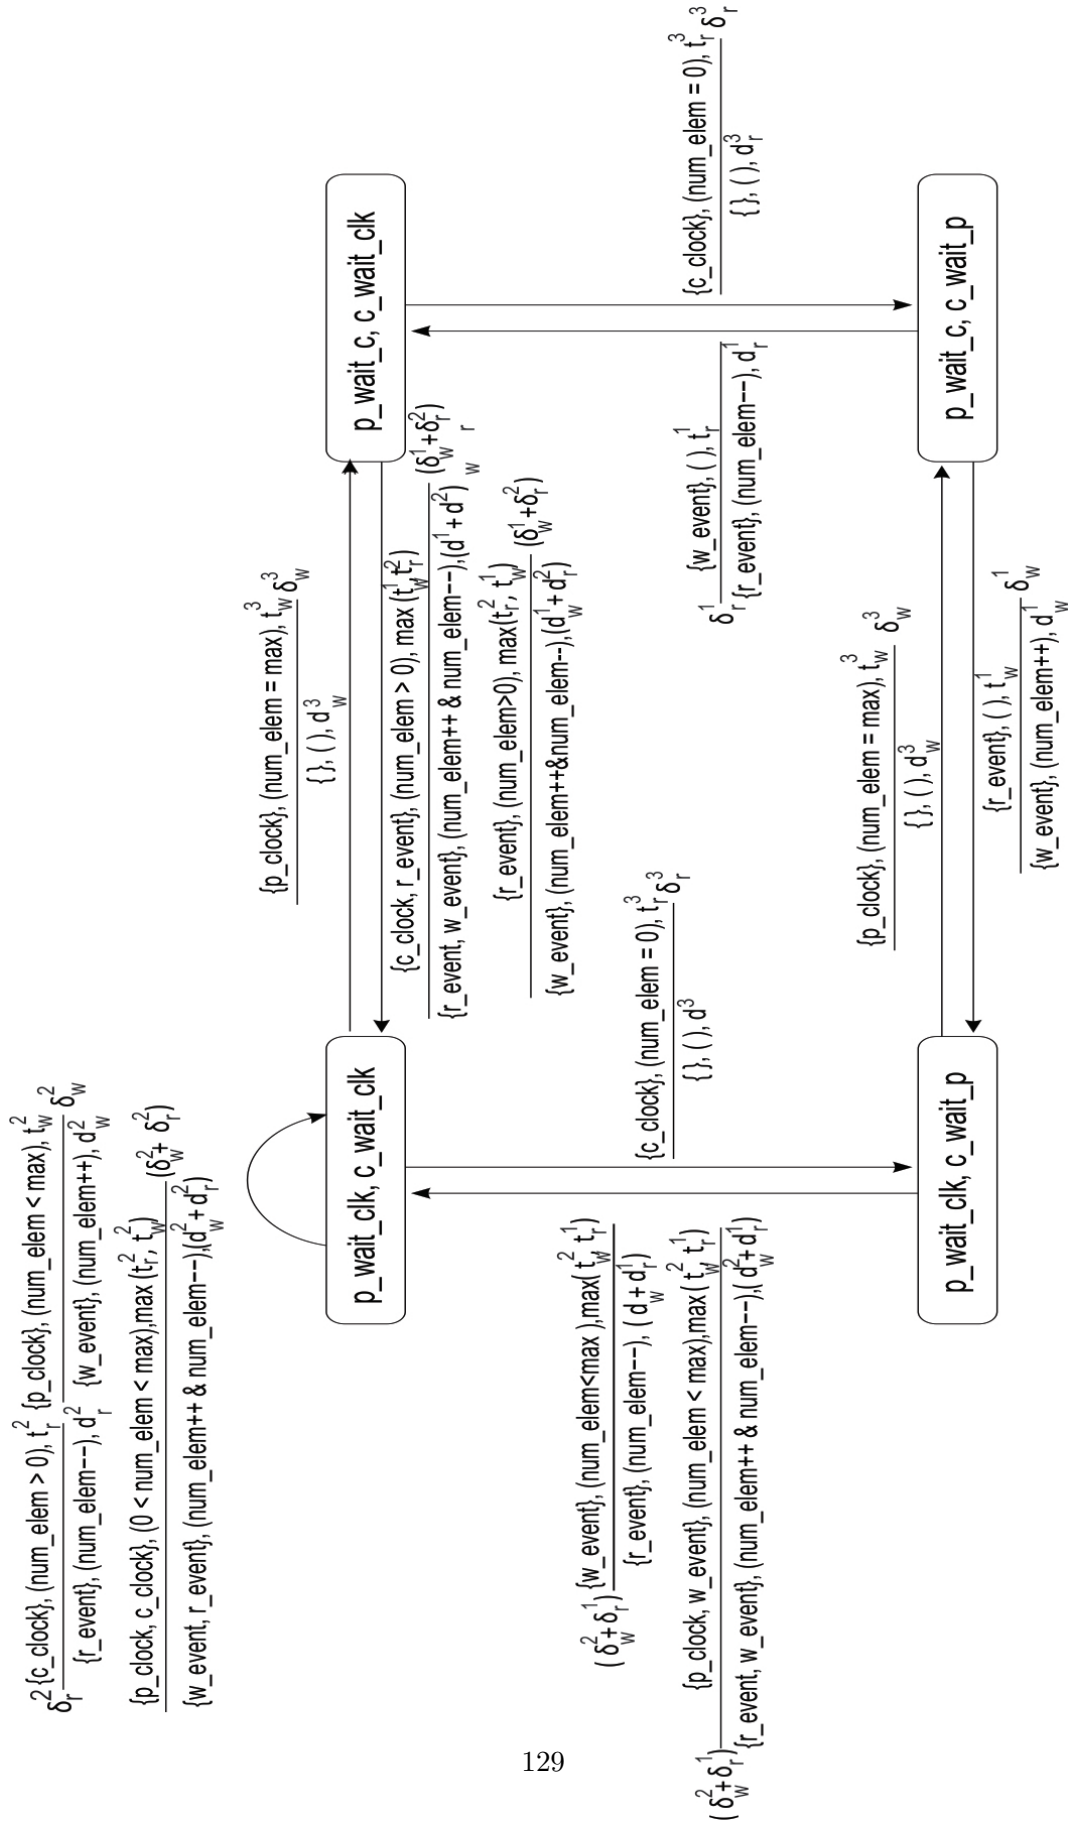 δ_r^2 {c_clock}, (num_elem > 0), t_r^2
{r_event}, (num_elem--), d_r^2
{p_clock}, (num_elem < max), t_w^2 δ_w^2
{w_event}, (num_elem++), d_w^2
{p_clock, c_clock}, (0 < num_elem < max),max(t_r^2, t_w^2) (δ_w^2+ δ_r^2)
{w_event, r_event}, (num_elem++ & num_elem--),(d_w^2+d_r^2)
{p_clock}, (num_elem = max), t_w^3 δ_w^3
{ }, ( ), d_w^3
p_wait_clk, c_wait_clk
p_wait_c, c_wait_clk
{c_clock, r_event}, (num_elem > 0), max (t_w^1,t_r^2) (δ_w^1+δ_r^2)
{r_event, w_event}, (num_elem++ & num_elem--),(d_w^1+d_r^2)
{r_event}, (num_elem>0), max(t_r^2, t_w^1) (δ_w^1+δ_r^2)
{w_event}, (num_elem++&num_elem--),(d_w^1+d_r^2)
(δ_w^2+δ_r^1) {w_event}, (num_elem<max ),max( t_w^2, t_r^1)
{r_event}, (num_elem--), ( d_w+d_r^1)
{c_clock}, (num_elem = 0), t_r^3 δ_r^3
{ }, ( ), d^3
{c_clock}, (num_elem = 0), t_r^3 δ_r^3
{ }, ( ), d_r^3
(δ_w^2+δ_r^1) {p_clock, w_event}, (num_elem < max),max( t_w^2, t_r^1)
{r_event, w_event}, (num_elem++ & num_elem--),( d_w^2+d_r^1)
δ_r^1 {w_event}, ( ), t_r^1
{r_event}, (num_elem--), d_r^1
{p_clock}, (num_elem = max), t_w^3 δ_w^3
{ }, ( ), d_w^3
p_wait_clk, c_wait_p
p_wait_c, c_wait_p
{r_event}, ( ), t_w^1 δ_w^1
{w_event}, (num_elem++), d_w^1
129